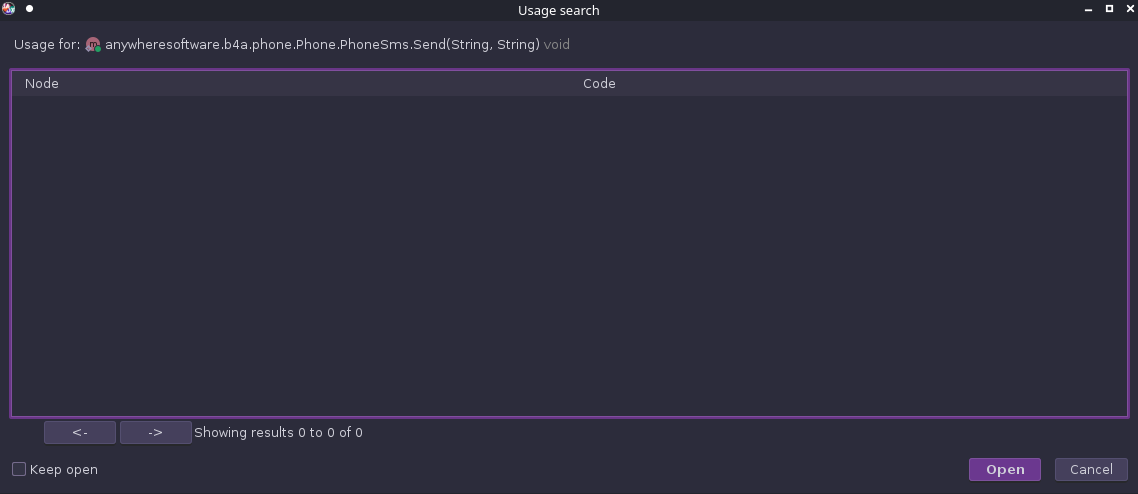 Usage search
Usage for: anywheresoftware.b4a.phone.Phone.PhoneSms.Send(String, String) void
Node Code
<- -> Showing results 0 to 0 of 0
Keep open Open Cancel